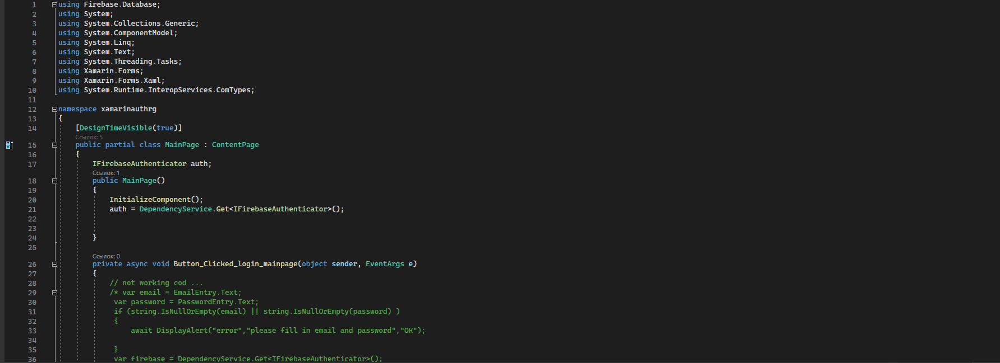 1 using Firebase.Database;
2 using System;
3 using System.Collections.Generic;
4 using System.ComponentModel;
5 using System.Linq;
6 using System.Text;
7 using System.Threading.Tasks;
8 using Xamarin.Forms;
9 using Xamarin.Forms.Xaml;
10 using System.Runtime.InteropServices.ComTypes;
11
12 namespace xamarinauthrg
13 {
14 [DesignTimeVisible(true)]
Ссылок: 5
15 public partial class MainPage : ContentPage
16 {
17 IFirebaseAuthenticator auth;
Ссылок: 1
18 public MainPage()
19 {
20 InitializeComponent();
21 auth = DependencyService.Get<IFirebaseAuthenticator>();
22
23
24 }
25
Ссылок: 0
26 private async void Button_Clicked_login_mainpage(object sender, EventArgs e)
27 {
28 // not working cod ...
29 /* var email = EmailEntry.Text;
30 var password = PasswordEntry.Text;
31 if (string.IsNullOrEmpty(email) || string.IsNullOrEmpty(password) )
32 {
33 await DisplayAlert("error","please fill in email and password","OK");
34
35 }
36 var firebase = DependencyService.Get<IFirebaseAuthenticator>();